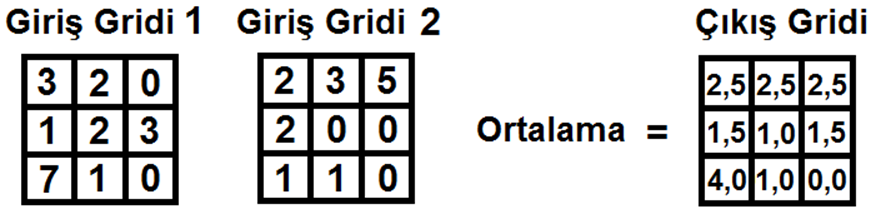 Giriş Gridi 1 Giriş Gridi 2 Çıkış Gridi
3 2 0 2 3 5 2,5 2,5 2,5
1 2 3 2 0 0 Ortalama = 1,5 1,0 1,5
7 1 0 1 1 0 4,0 1,0 0,0